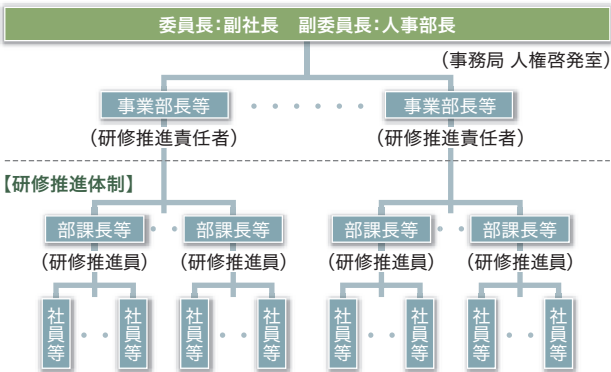 委員長：副社長　副委員長：人事部長
（事務局 人権啓発室）
事業部長等 ・・・・・・ 事業部長等
（研修推進責任者） （研修推進責任者）
【研修推進体制】
部課長等 ・・ 部課長等 部課長等 ・・ 部課長等
（研修推進員） （研修推進員） （研修推進員） （研修推進員）
社員等 ・・ 社員等 社員等 ・・ 社員等 社員等 ・・ 社員等 社員等 ・・ 社員等